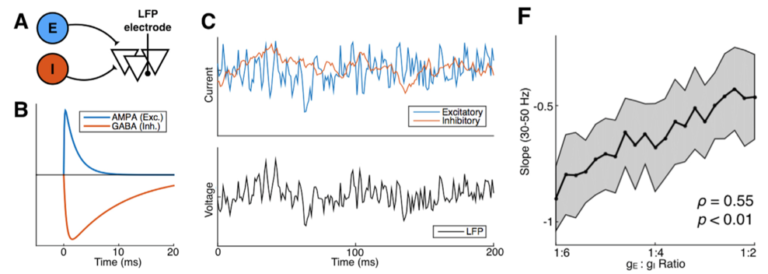 A
E
I
LFP
electrode
B
AMPA (Exc.)
GABA (Inh.)
0
10
20
Time (ms)
C
Current
Excitatory
Inhibitory
Voltage
LFP
0
100
200
Time (ms)
F
Slope (30-50 Hz)
-0.5
-1
ρ = 0.55
p < 0.01
1:6
1:4
1:2
gE : gI Ratio